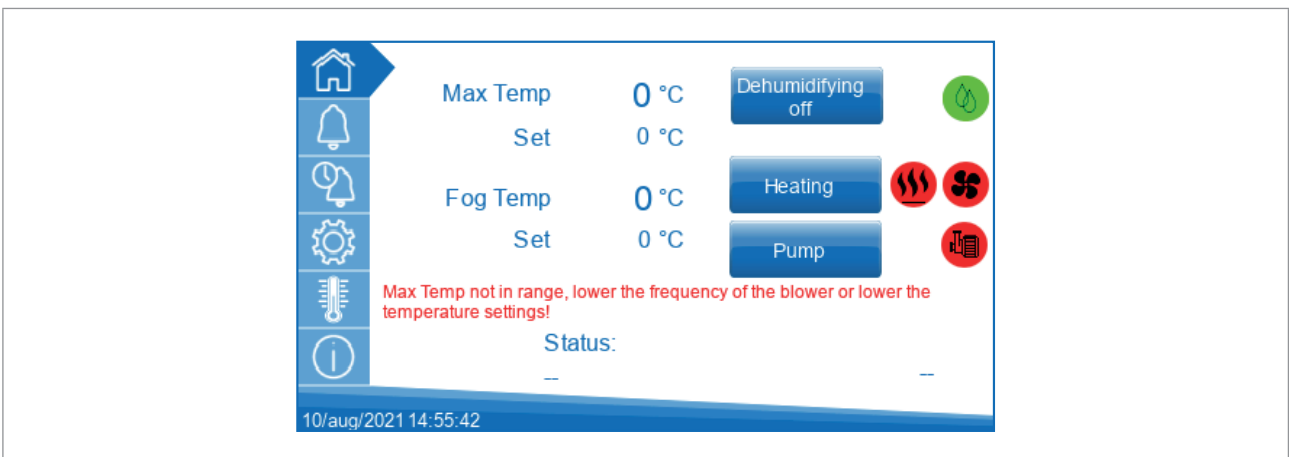 Max Temp 0 °C
Dehumidifying
off
Set 0 °C
Fog Temp 0 °C
Heating
Set 0 °C
Pump
Max Temp not in range, lower the frequency of the blower or lower the
temperature settings!
Status:
-- --
10/aug/2021 14:55:42